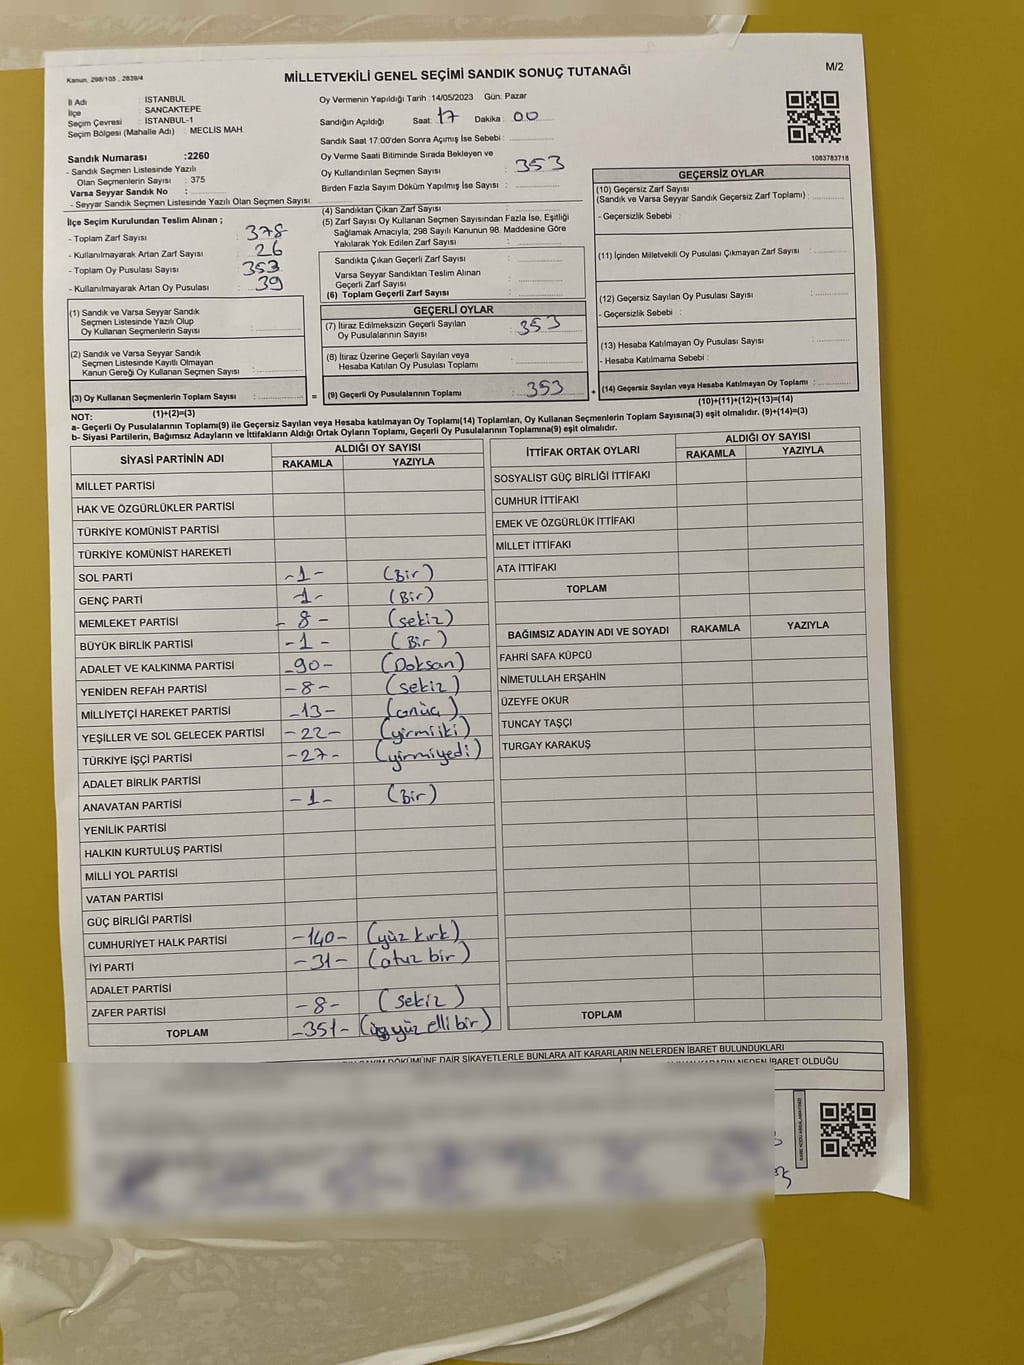 Kanun, 298/105 , 2839/4
MİLLETVEKİLİ GENEL SEÇİMİ SANDIK SONUÇ TUTANAĞI
M/2
İl Adı : İSTANBUL
İlçe : SANCAKTEPE
Seçim Çevresi : İSTANBUL-1
Seçim Bölgesi (Mahalle Adı) : MECLİS MAH.
Oy Vermenin Yapıldığı Tarih :14/05/2023 Gün: Pazar
Sandığın Açıldığı Saat: 17 Dakika : 00
Sandık Saat 17:00'den Sonra Açımış İse Sebebi :
Sandık Numarası :2260
- Sandık Seçmen Listesinde Yazılı
Olan Seçmenlerin Sayısı : 375
Varsa Seyyar Sandık No :
- Seyyar Sandık Seçmen Listesinde Yazılı Olan Seçmen Sayısı:
Oy Verme Saati Bitiminde Sırada Bekleyen ve
Oy Kullandırılan Seçmen Sayısı : 353
Birden Fazla Sayım Döküm Yapılmış İse Sayısı :
1083783718
İlçe Seçim Kurulundan Teslim Alınan ;
- Toplam Zarf Sayısı : 378
- Kullanılmayarak Artan Zarf Sayısı : 26
- Toplam Oy Pusulası Sayısı : 353
- Kullanılmayarak Artan Oy Pusulası : 39
(1) Sandık ve Varsa Seyyar Sandık
Seçmen Listesinde Yazılı Olup
Oy Kullanan Seçmenlerin Sayısı :
(2) Sandık ve Varsa Seyyar Sandık
Seçmen Listesinde Kayıtlı Olmayan
Kanun Gereği Oy Kullanan Seçmen Sayısı :
(3) Oy Kullanan Seçmenlerin Toplam Sayısı :
(1)+(2)=(3)
(4) Sandıktan Çıkan Zarf Sayısı :
(5) Zarf Sayısı Oy Kullanan Seçmen Sayısından Fazla İse, Eşitliği
Sağlamak Amacıyla; 298 Sayılı Kanunun 98. Maddesine Göre
Yakılarak Yok Edilen Zarf Sayısı :
Sandıkta Çıkan Geçerli Zarf Sayısı :
Varsa Seyyar Sandıktan Teslim Alınan
Geçerli Zarf Sayısı :
(6) Toplam Geçerli Zarf Sayısı :
GEÇERLİ OYLAR
(7) İtiraz Edilmeksizin Geçerli Sayılan
Oy Pusulalarının Sayısı : 353
(8) İtiraz Üzerine Geçerli Sayılan veya
Hesaba Katılan Oy Pusulası Toplamı :
= (9) Geçerli Oy Pusulalarının Toplamı : 353 +
GEÇERSİZ OYLAR
(10) Geçersiz Zarf Sayısı
(Sandık ve Varsa Seyyar Sandık Geçersiz Zarf Toplamı) :
- Geçersizlik Sebebi :
(11) İçinden Milletvekili Oy Pusulası Çıkmayan Zarf Sayısı :
(12) Geçersiz Sayılan Oy Pusulası Sayısı :
- Geçersizlik Sebebi :
(13) Hesaba Katılmayan Oy Pusulası Sayısı :
- Hesaba Katılmama Sebebi :
(14) Geçersiz Sayılan veya Hesaba Katılmayan Oy Toplamı :
(10)+(11)+(12)+(13)=(14)
NOT:
a- Geçerli Oy Pusulalarının Toplamı(9) ile Geçersiz Sayılan veya Hesaba katılmayan Oy Toplamı(14) Toplamları, Oy Kullanan Seçmenlerin Toplam Sayısına(3) eşit olmalıdır. (9)+(14)=(3)
b- Siyasi Partilerin, Bağımsız Adayların ve İttifakların Aldığı Ortak Oyların Toplamı, Geçerli Oy Pusulalarının Toplamına(9) eşit olmalıdır.
SİYASİ PARTİNİN ADI ALDIĞI OY SAYISI
RAKAMLA YAZIYLA
MİLLET PARTİSİ
HAK VE ÖZGÜRLÜKLER PARTİSİ
TÜRKİYE KOMÜNİST PARTİSİ
TÜRKİYE KOMÜNİST HAREKETİ
SOL PARTİ -1- (Bir)
GENÇ PARTİ -1- (Bir)
MEMLEKET PARTİSİ - 8 - (sekiz)
BÜYÜK BİRLİK PARTİSİ -1- (Bir)
ADALET VE KALKINMA PARTİSİ -90- (Doksan)
YENİDEN REFAH PARTİSİ -8- (sekiz)
MİLLİYETÇİ HAREKET PARTİSİ -13- (onüç)
YEŞİLLER VE SOL GELECEK PARTİSİ -22- (yirmiiki)
TÜRKİYE İŞÇİ PARTİSİ -27- (yirmiyedi)
ADALET BİRLİK PARTİSİ
ANAVATAN PARTİSİ -1- (Bir)
YENİLİK PARTİSİ
HALKIN KURTULUŞ PARTİSİ
MİLLİ YOL PARTİSİ
VATAN PARTİSİ
GÜÇ BİRLİĞİ PARTİSİ
CUMHURİYET HALK PARTİSİ -140- (yüz kırk)
İYİ PARTİ -31- (otuz bir)
ADALET PARTİSİ
ZAFER PARTİSİ -8- (sekiz)
TOPLAM -351- (üçyüz elli bir)
İTTİFAK ORTAK OYLARI ALDIĞI OY SAYISI
RAKAMLA YAZIYLA
SOSYALİST GÜÇ BİRLİĞİ İTTİFAKI
CUMHUR İTTİFAKI
EMEK VE ÖZGÜRLÜK İTTİFAKI
MİLLET İTTİFAKI
ATA İTTİFAKI
TOPLAM
BAĞIMSIZ ADAYIN ADI VE SOYADI RAKAMLA YAZIYLA
FAHRİ SAFA KÜPCÜ
NİMETULLAH ERŞAHİN
ÜZEYFE OKUR
TUNCAY TAŞÇI
TURGAY KARAKUŞ
TOPLAM
DÖKÜMÜNE DAİR ŞİKAYETLERLE BUNLARA AİT KARARLARIN NELERDEN İBARET BULUNDUKLARI
KARARIN NEDEN İBARET OLDUĞU